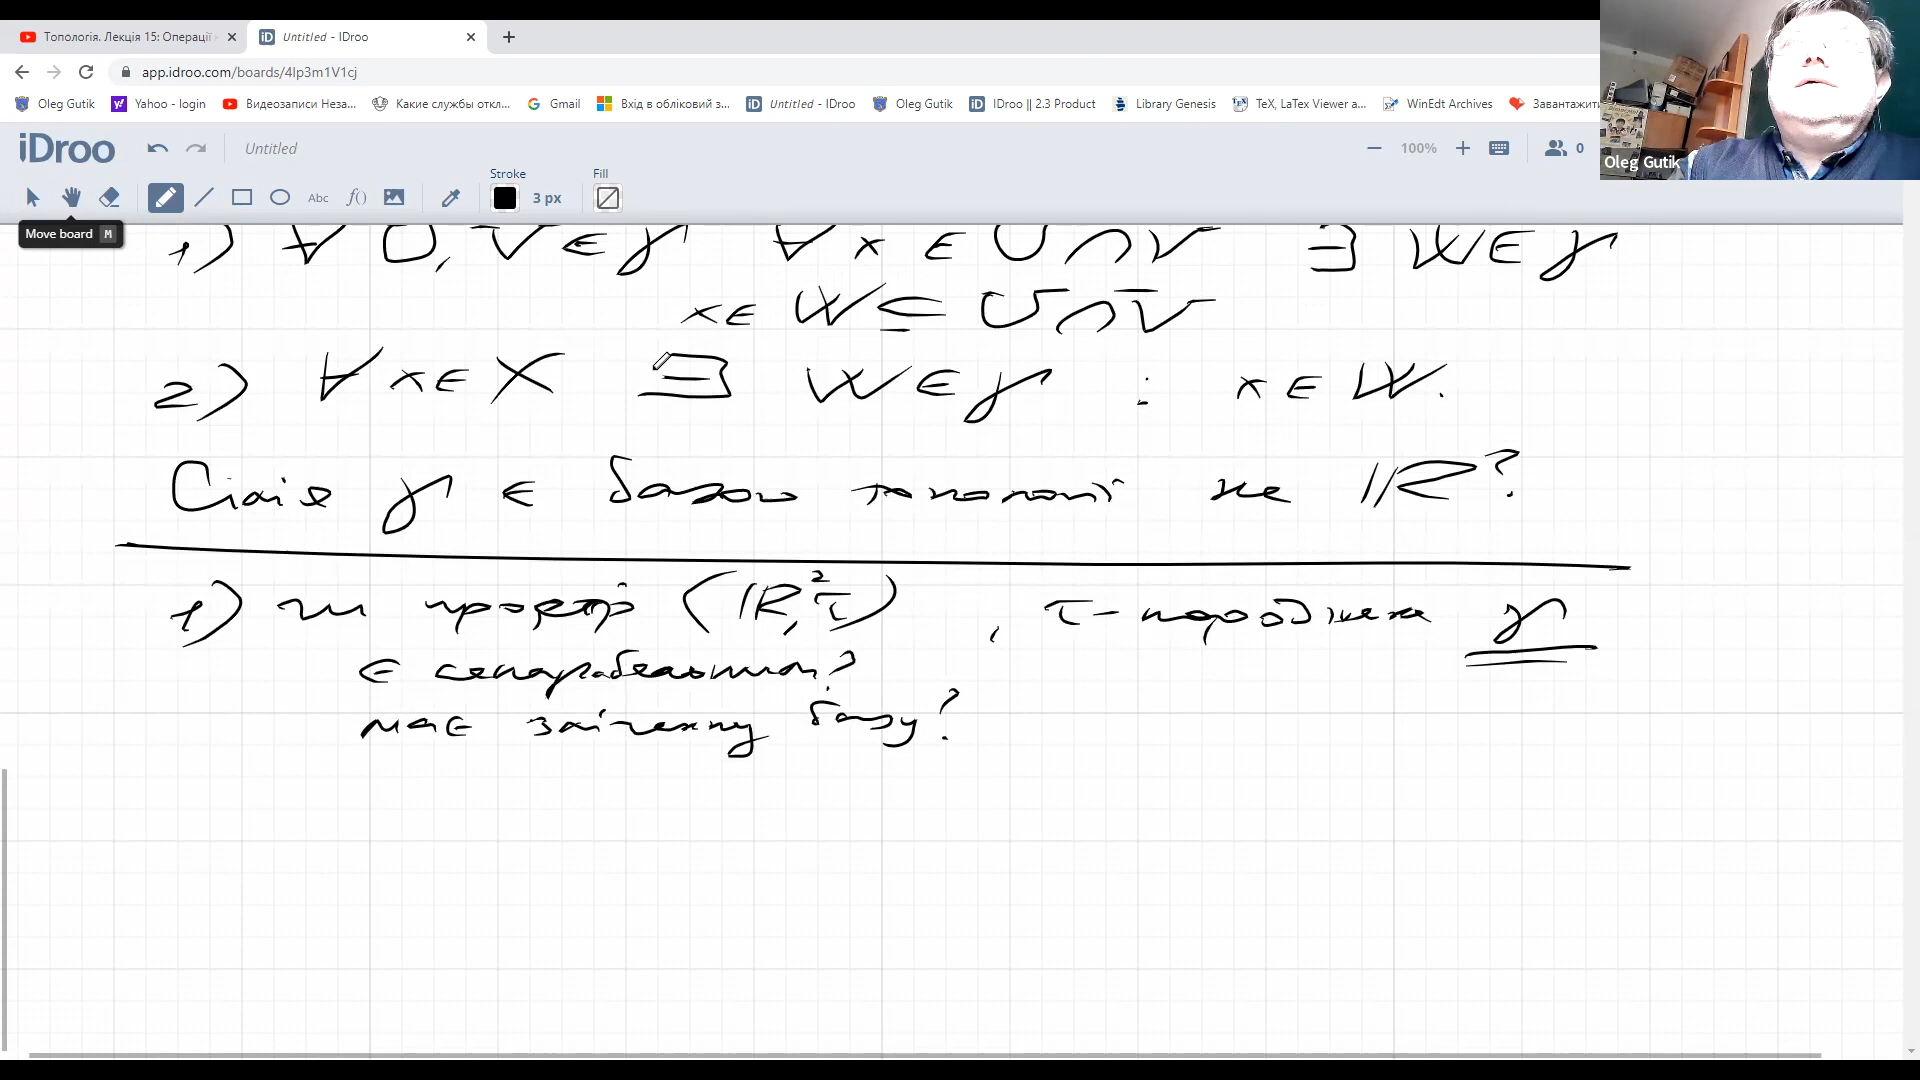 Топологія. Лекція 15: Операції
Untitled - IDroo
app.idroo.com/boards/4lp3m1V1cj
Oleg Gutik
Yahoo - login
Видеозаписи Неза...
Какие службы откл...
Gmail
Вхід в обліковий з...
Untitled - IDroo
Oleg Gutik
IDroo || 2.3 Product
Library Genesis
TeX, LaTex Viewer a...
WinEdt Archives
Завантажити
iDroo
Untitled
100%
0
Oleg Gutik
Abc
f()
Stroke
3 px
Fill
Move board M
1) ∀ U, V ∈ γ ∀ x ∈ U ∩ V ∃ W ∈ γ
x ∈ W ⊆ U ∩ V
2) ∀ x ∈ X ∃ W ∈ γ : x ∈ W.
Сім'я γ є базою топології на ℝ?
1) чи простір (ℝ², τ), τ - породжена γ
є сепарабельним?
має зліченну базу?